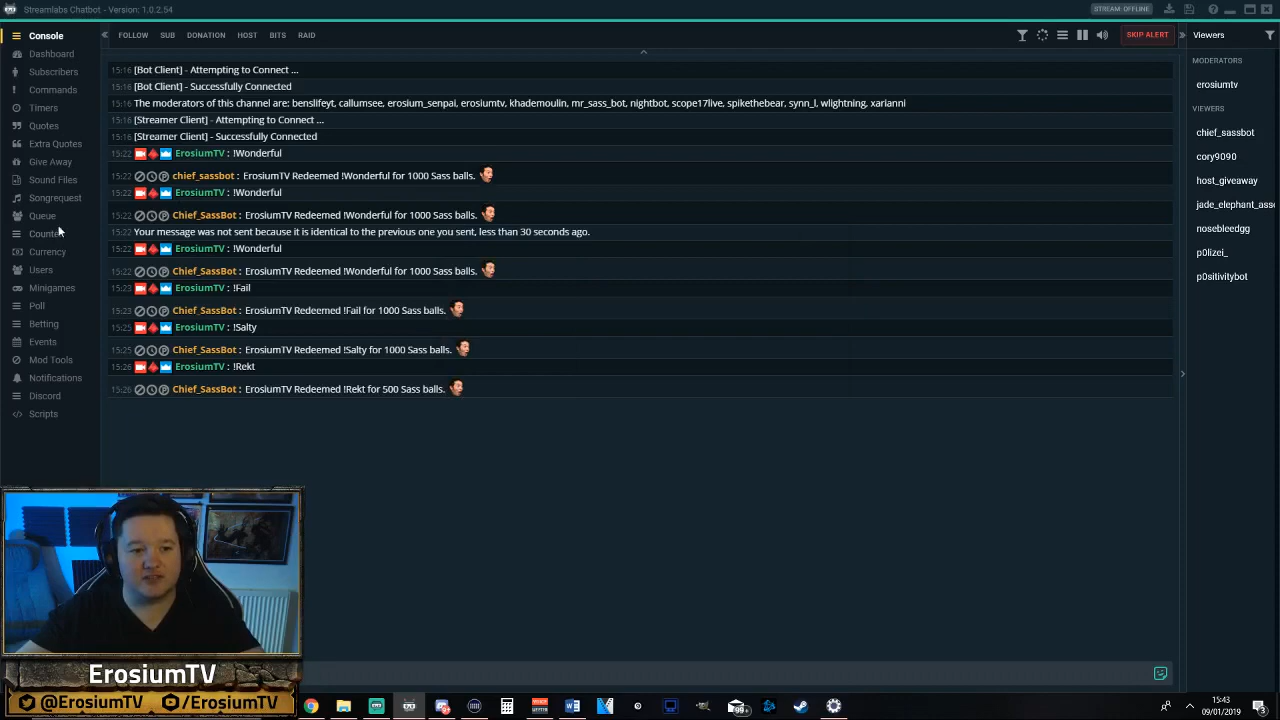 Streamlabs Chatbot - Version: 1.0.2.54
STREAM: OFFLINE
Console
Dashboard
Subscribers
Commands
Timers
Quotes
Extra Quotes
Give Away
Sound Files
Songrequest
Queue
Counter
Currency
Users
Minigames
Poll
Betting
Events
Mod Tools
Notifications
Discord
Scripts
FOLLOW SUB DONATION HOST BITS RAID
SKIP ALERT
15:16 [Bot Client] - Attempting to Connect ...
15:16 [Bot Client] - Successfully Connected
15:16 The moderators of this channel are: benslifeyt, callumsee, erosium_senpai, erosiumtv, khademoulin, mr_sass_bot, nightbot, scope17live, spikethebear, synn_l, wlightning, xarianni
15:16 [Streamer Client] - Attempting to Connect ...
15:16 [Streamer Client] - Successfully Connected
15:22 ErosiumTV : !Wonderful
15:22 chief_sassbot : ErosiumTV Redeemed !Wonderful for 1000 Sass balls.
15:22 ErosiumTV : !Wonderful
15:22 Chief_SassBot : ErosiumTV Redeemed !Wonderful for 1000 Sass balls.
15:22 Your message was not sent because it is identical to the previous one you sent, less than 30 seconds ago.
15:22 ErosiumTV : !Wonderful
15:22 Chief_SassBot : ErosiumTV Redeemed !Wonderful for 1000 Sass balls.
15:23 ErosiumTV : !Fail
15:23 Chief_SassBot : ErosiumTV Redeemed !Fail for 1000 Sass balls.
15:25 ErosiumTV : !Salty
15:25 Chief_SassBot : ErosiumTV Redeemed !Salty for 1000 Sass balls.
15:26 ErosiumTV : !Rekt
15:26 Chief_SassBot : ErosiumTV Redeemed !Rekt for 500 Sass balls.
Viewers
MODERATORS
erosiumtv
VIEWERS
chief_sassbot
cory9090
host_giveaway
jade_elephant_asso
nosebleedgg
p0lizei_
p0sitivitybot
ErosiumTV
@ErosiumTV /ErosiumTV
15:43
09/01/2019